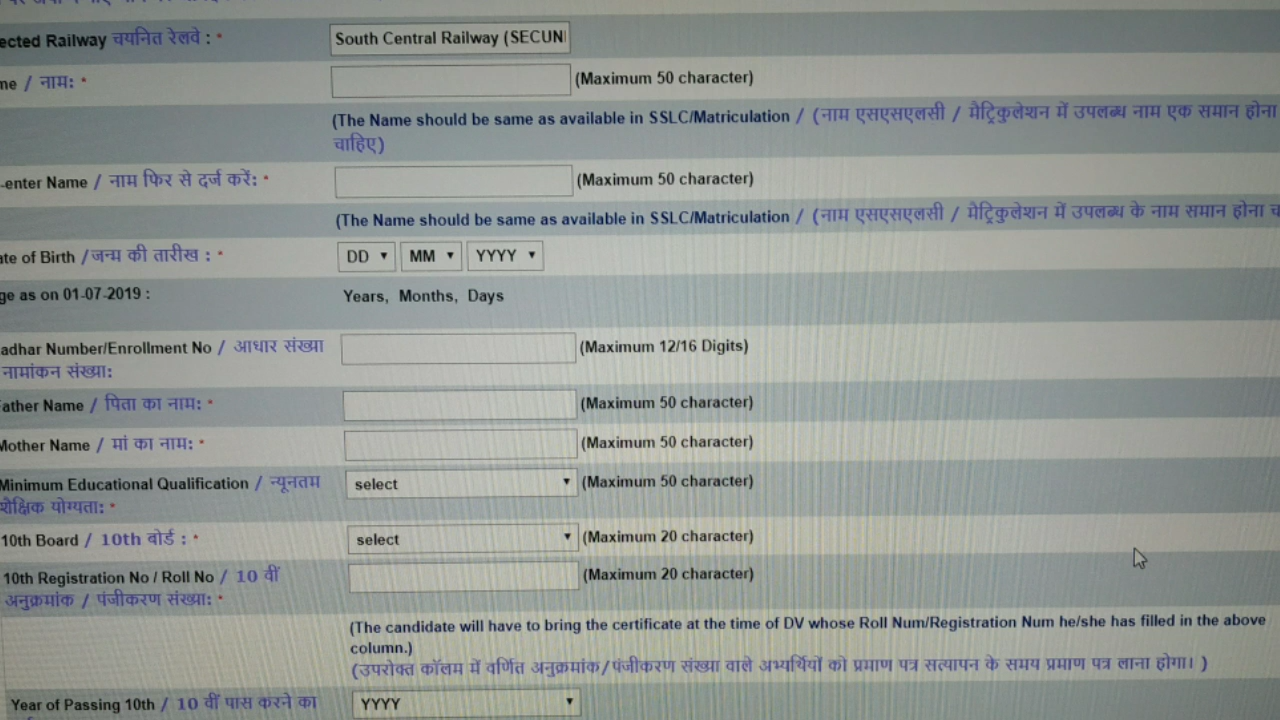 ected Railway चयनित रेलवे : * South Central Railway (SECUN
me / नाम: * (Maximum 50 character)
(The Name should be same as available in SSLC/Matriculation / (नाम एसएसएलसी / मैट्रिकुलेशन में उपलब्ध नाम एक समान होना
चाहिए)
-enter Name / नाम फिर से दर्ज करें: * (Maximum 50 character)
(The Name should be same as available in SSLC/Matriculation / (नाम एसएसएलसी / मैट्रिकुलेशन में उपलब्ध के नाम समान होना च
ate of Birth /जन्म की तारीख : * DD MM YYYY
ge as on 01-07-2019 : Years, Months, Days
adhar Number/Enrollment No / आधार संख्या (Maximum 12/16 Digits)
नामांकन संख्या:
ather Name / पिता का नाम: * (Maximum 50 character)
Mother Name / मां का नाम: * (Maximum 50 character)
Minimum Educational Qualification / न्यूनतम select (Maximum 50 character)
शैक्षिक योग्यता: *
10th Board / 10th बोर्ड : * select (Maximum 20 character)
10th Registration No / Roll No / 10 वीं (Maximum 20 character)
अनुक्रमांक / पंजीकरण संख्या: *
(The candidate will have to bring the certificate at the time of DV whose Roll Num/Registration Num he/she has filled in the above
column.)
(उपरोक्त कॉलम में वर्णित अनुक्रमांक/पंजीकरण संख्या वाले अभ्यर्थियों को प्रमाण पत्र सत्यापन के समय प्रमाण पत्र लाना होगा। )
Year of Passing 10th / 10 वीं पास करने का YYYY